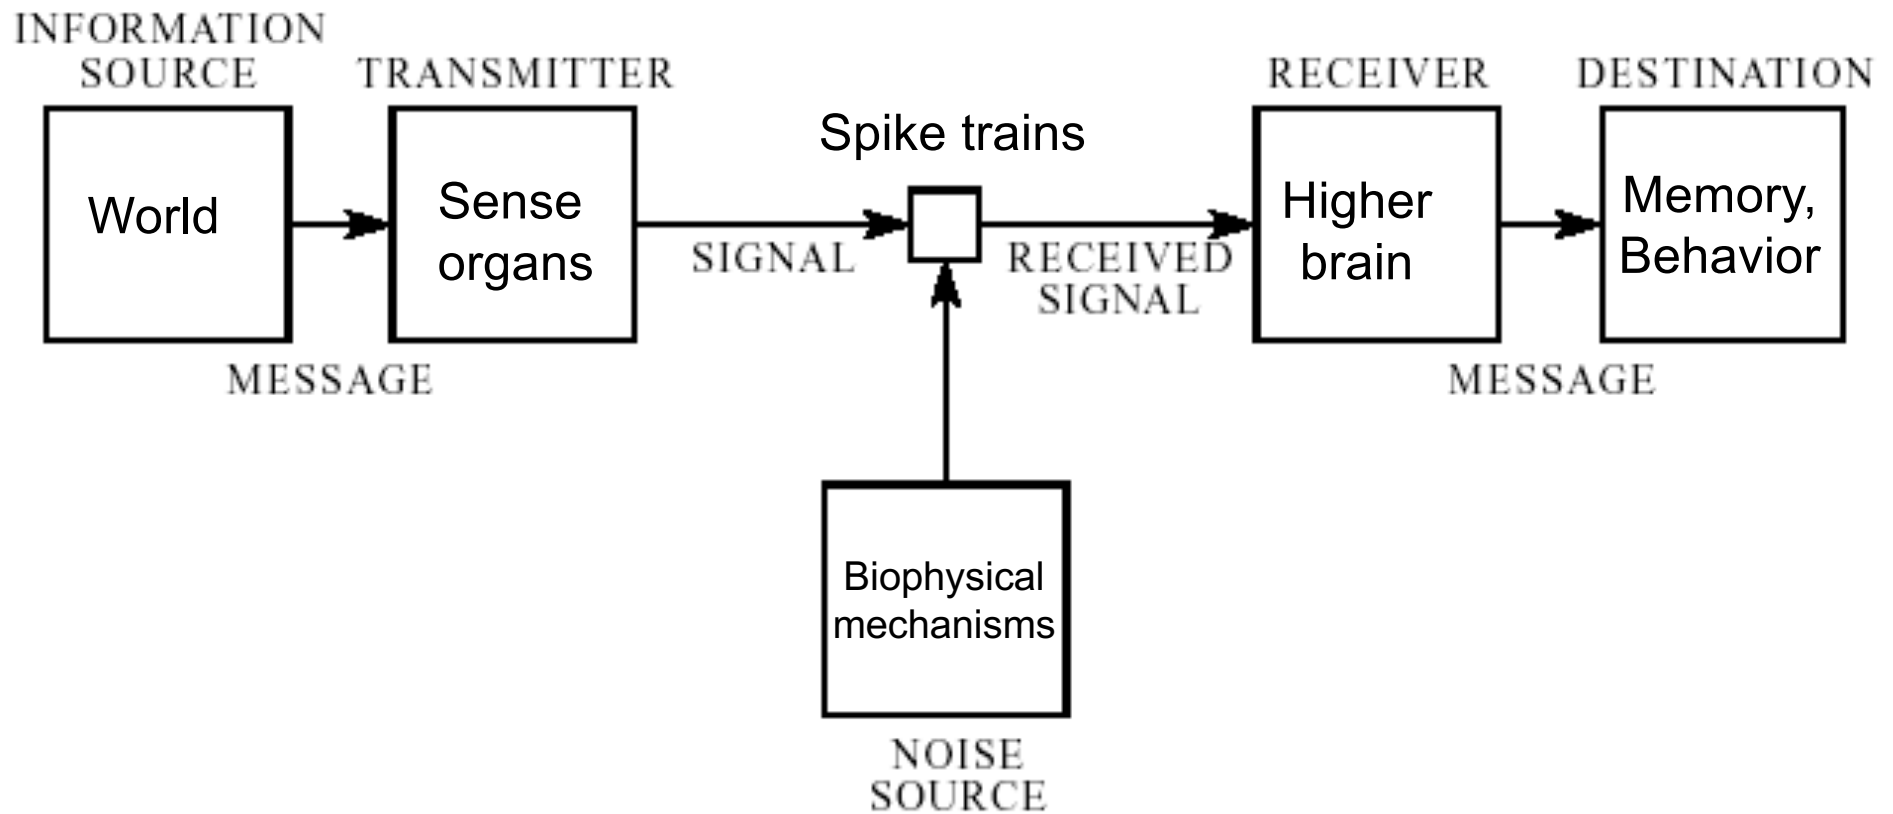 INFORMATION
SOURCE
TRANSMITTER
RECEIVER
DESTINATION
Spike trains
World
Sense
organs
Higher
brain
Memory,
Behavior
SIGNAL
RECEIVED
SIGNAL
MESSAGE
MESSAGE
Biophysical
mechanisms
NOISE
SOURCE